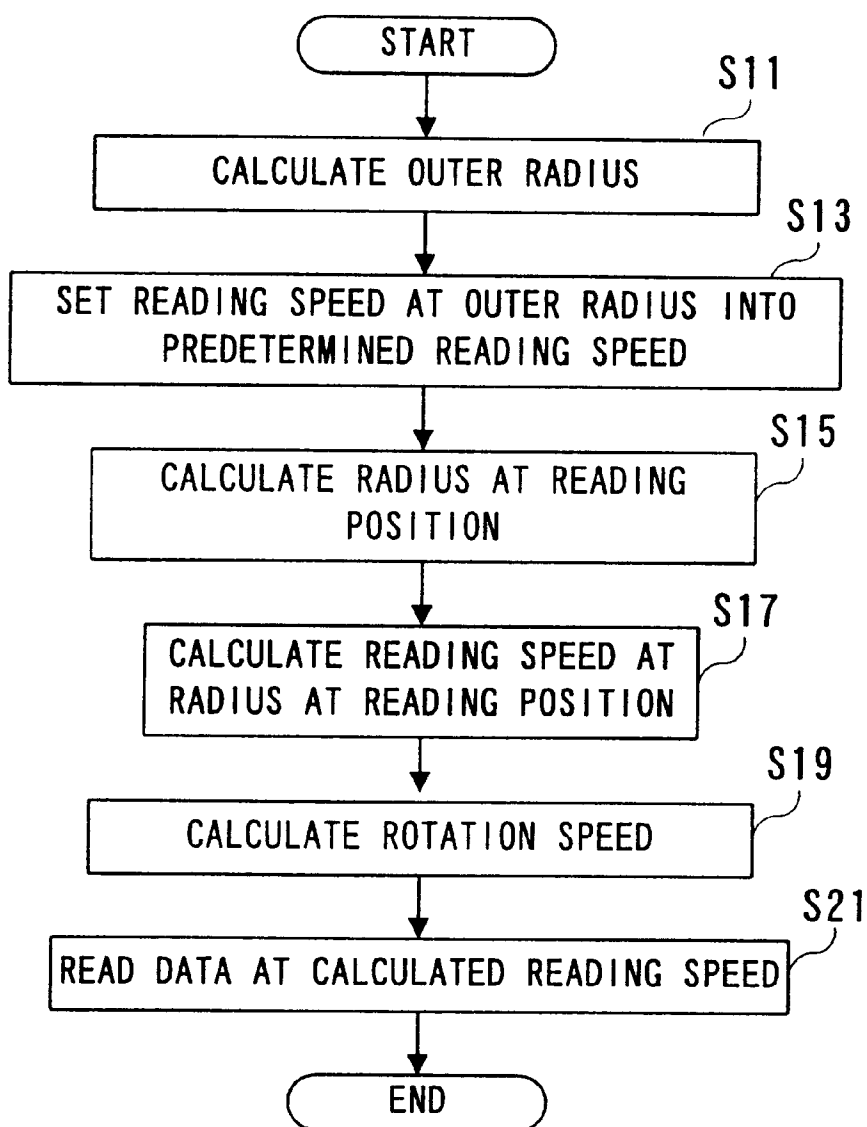 START
S11
CALCULATE OUTER RADIUS
S13
SET READING SPEED AT OUTER RADIUS INTO
PREDETERMINED READING SPEED
S15
CALCULATE RADIUS AT READING
POSITION
S17
CALCULATE READING SPEED AT
RADIUS AT READING POSITION
S19
CALCULATE ROTATION SPEED
S21
READ DATA AT CALCULATED READING SPEED
END